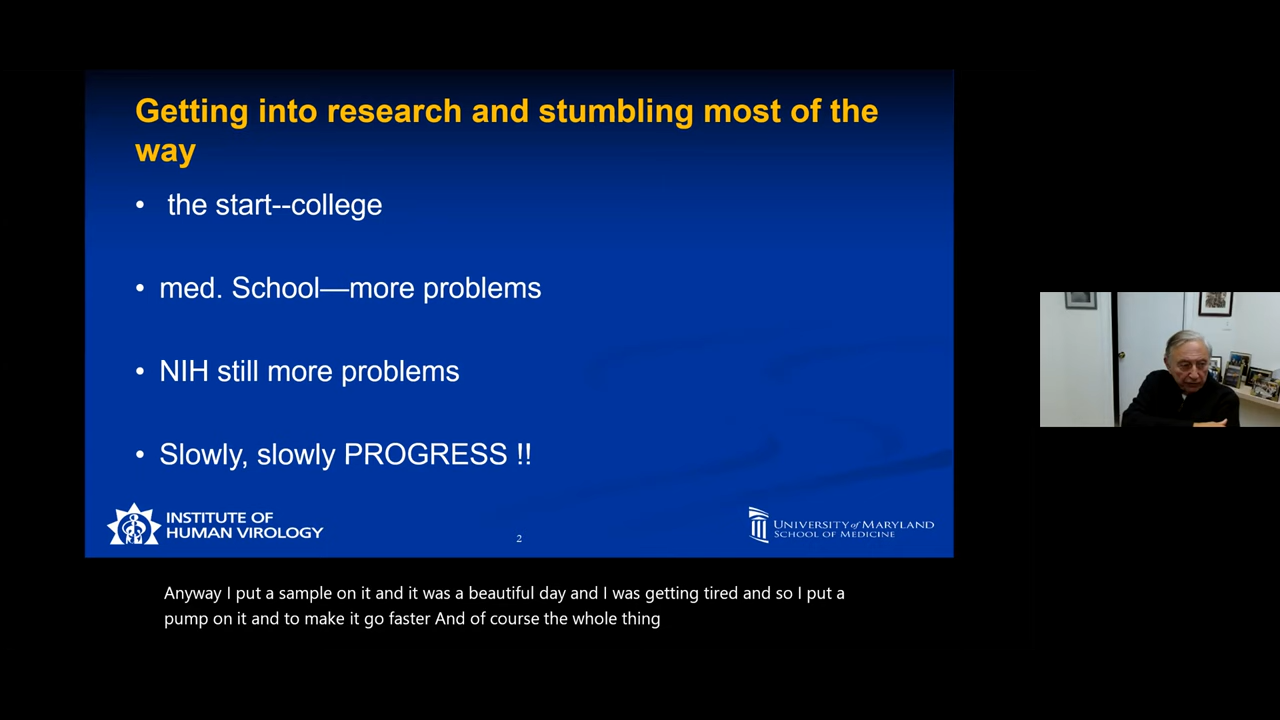 Getting into research and stumbling most of the
way
• the start--college
• med. School—more problems
• NIH still more problems
• Slowly, slowly PROGRESS !!
INSTITUTE OF
HUMAN VIROLOGY
2
UNIVERSITY of MARYLAND
SCHOOL OF MEDICINE
Anyway I put a sample on it and it was a beautiful day and I was getting tired and so I put a
pump on it and to make it go faster And of course the whole thing